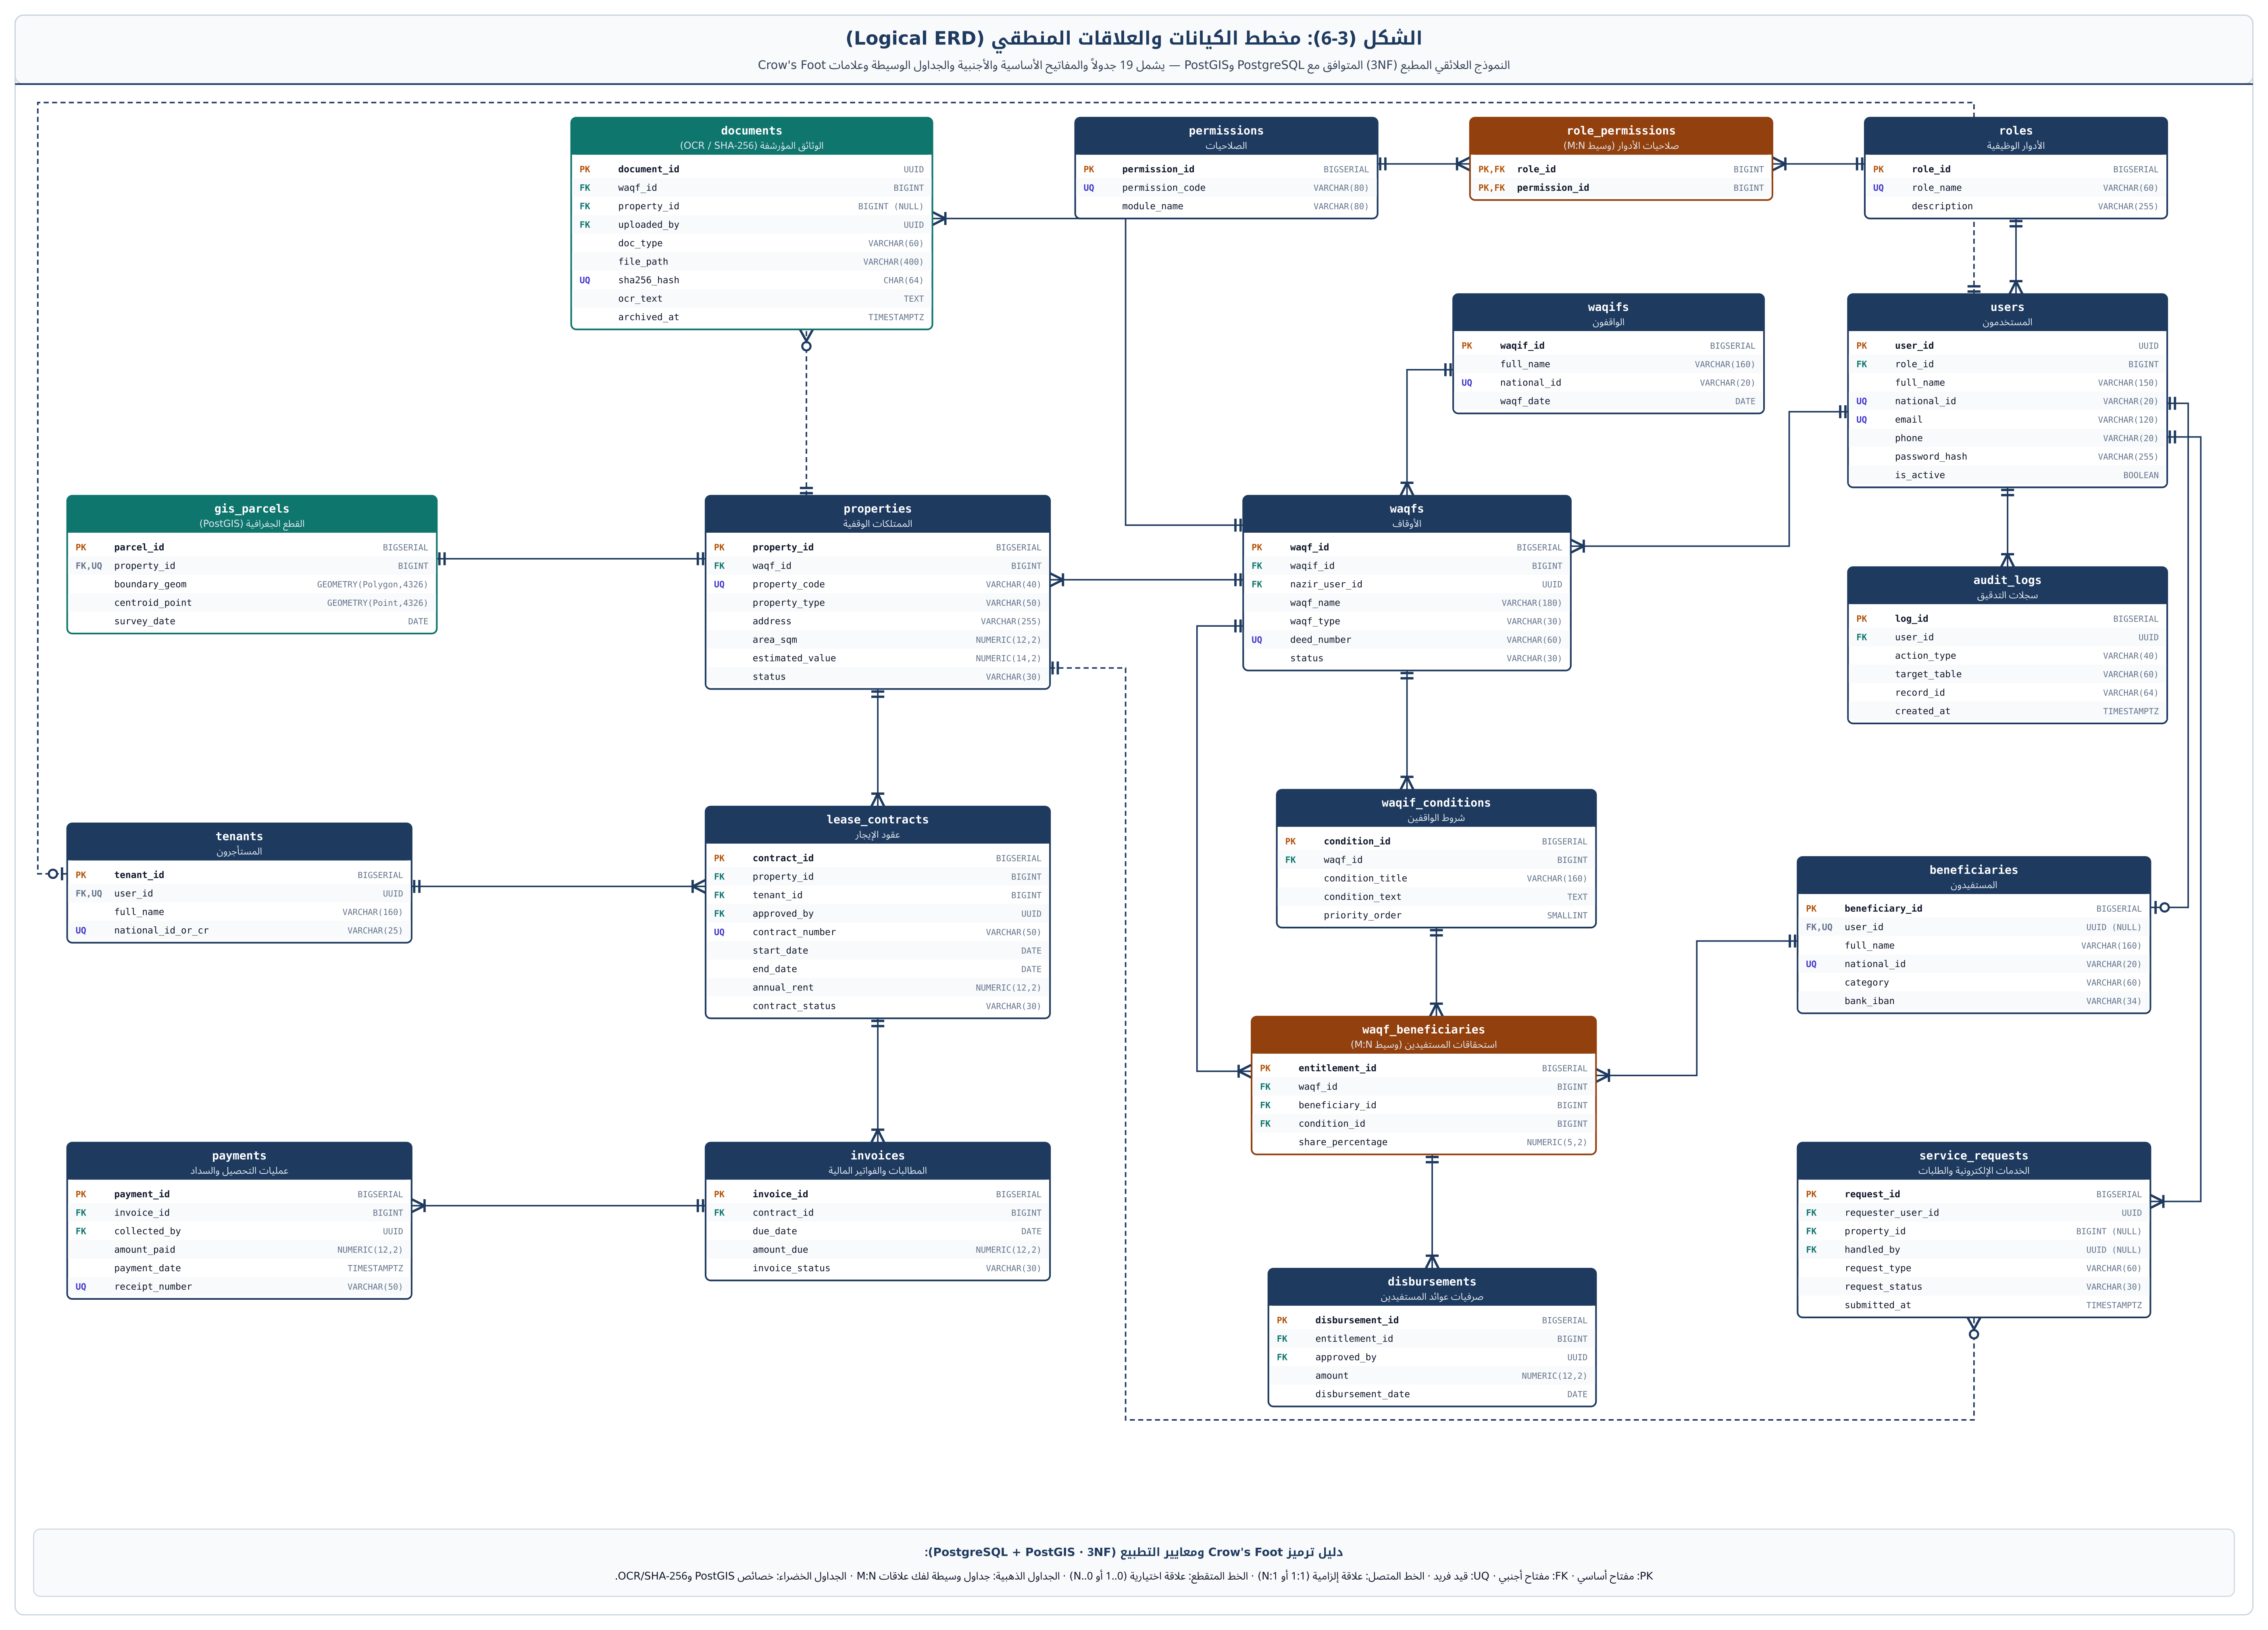 الشكل (3-6): مخطط الكيانات والعلاقات المنطقي (Logical ERD)
النموذج العلائقي المطبع (3NF) المتوافق مع PostgreSQL وPostGIS — يشمل 19 جدولاً والمفاتيح الأساسية والأجنبية والجداول الوسيطة وعلامات Crow's Foot
documents
الوثائق المؤرشفة (OCR / SHA-256)
PK document_id UUID
FK waqf_id BIGINT
FK property_id BIGINT (NULL)
FK uploaded_by UUID
doc_type VARCHAR(60)
file_path VARCHAR(400)
UQ sha256_hash CHAR(64)
ocr_text TEXT
archived_at TIMESTAMPTZ
permissions
الصلاحيات
PK permission_id BIGSERIAL
UQ permission_code VARCHAR(80)
module_name VARCHAR(80)
role_permissions
صلاحيات الأدوار (وسيط M:N)
PK,FK role_id BIGINT
PK,FK permission_id BIGINT
roles
الأدوار الوظيفية
PK role_id BIGSERIAL
UQ role_name VARCHAR(60)
description VARCHAR(255)
waqifs
الواقفون
PK waqif_id BIGSERIAL
full_name VARCHAR(160)
UQ national_id VARCHAR(20)
waqf_date DATE
users
المستخدمون
PK user_id UUID
FK role_id BIGINT
full_name VARCHAR(150)
UQ national_id VARCHAR(20)
UQ email VARCHAR(120)
phone VARCHAR(20)
password_hash VARCHAR(255)
is_active BOOLEAN
gis_parcels
القطع الجغرافية (PostGIS)
PK parcel_id BIGSERIAL
FK,UQ property_id BIGINT
boundary_geom GEOMETRY(Polygon,4326)
centroid_point GEOMETRY(Point,4326)
survey_date DATE
properties
الممتلكات الوقفية
PK property_id BIGSERIAL
FK waqf_id BIGINT
UQ property_code VARCHAR(40)
property_type VARCHAR(50)
address VARCHAR(255)
area_sqm NUMERIC(12,2)
estimated_value NUMERIC(14,2)
status VARCHAR(30)
waqfs
الأوقاف
PK waqf_id BIGSERIAL
FK waqif_id BIGINT
FK nazir_user_id UUID
waqf_name VARCHAR(180)
waqf_type VARCHAR(30)
UQ deed_number VARCHAR(60)
status VARCHAR(30)
audit_logs
سجلات التدقيق
PK log_id BIGSERIAL
FK user_id UUID
action_type VARCHAR(40)
target_table VARCHAR(60)
record_id VARCHAR(64)
created_at TIMESTAMPTZ
tenants
المستأجرون
PK tenant_id BIGSERIAL
FK,UQ user_id UUID
full_name VARCHAR(160)
UQ national_id_or_cr VARCHAR(25)
lease_contracts
عقود الإيجار
PK contract_id BIGSERIAL
FK property_id BIGINT
FK tenant_id BIGINT
FK approved_by UUID
UQ contract_number VARCHAR(50)
start_date DATE
end_date DATE
annual_rent NUMERIC(12,2)
contract_status VARCHAR(30)
waqif_conditions
شروط الواقفين
PK condition_id BIGSERIAL
FK waqf_id BIGINT
condition_title VARCHAR(160)
condition_text TEXT
priority_order SMALLINT
beneficiaries
المستفيدون
PK beneficiary_id BIGSERIAL
FK,UQ user_id UUID (NULL)
full_name VARCHAR(160)
UQ national_id VARCHAR(20)
category VARCHAR(60)
bank_iban VARCHAR(34)
waqf_beneficiaries
استحقاقات المستفيدين (وسيط M:N)
PK entitlement_id BIGSERIAL
FK waqf_id BIGINT
FK beneficiary_id BIGINT
FK condition_id BIGINT
share_percentage NUMERIC(5,2)
payments
عمليات التحصيل والسداد
PK payment_id BIGSERIAL
FK invoice_id BIGINT
FK collected_by UUID
amount_paid NUMERIC(12,2)
payment_date TIMESTAMPTZ
UQ receipt_number VARCHAR(50)
invoices
المطالبات والفواتير المالية
PK invoice_id BIGSERIAL
FK contract_id BIGINT
due_date DATE
amount_due NUMERIC(12,2)
invoice_status VARCHAR(30)
service_requests
الخدمات الإلكترونية والطلبات
PK request_id BIGSERIAL
FK requester_user_id UUID
FK property_id BIGINT (NULL)
FK handled_by UUID (NULL)
request_type VARCHAR(60)
request_status VARCHAR(30)
submitted_at TIMESTAMPTZ
disbursements
صرفيات عوائد المستفيدين
PK disbursement_id BIGSERIAL
FK entitlement_id BIGINT
FK approved_by UUID
amount NUMERIC(12,2)
disbursement_date DATE
دليل ترميز Crow's Foot ومعايير التطبيع (PostgreSQL + PostGIS · 3NF):
PK: مفتاح أساسي · FK: مفتاح أجنبي · UQ: قيد فريد · الخط المتصل: علاقة إلزامية (1:1 أو N:1) · الخط المتقطع: علاقة اختيارية (0..1 أو 0..N) · الجداول الذهبية: جداول وسيطة لفك علاقات M:N · الجداول الخضراء: خصائص PostGIS وOCR/SHA-256.